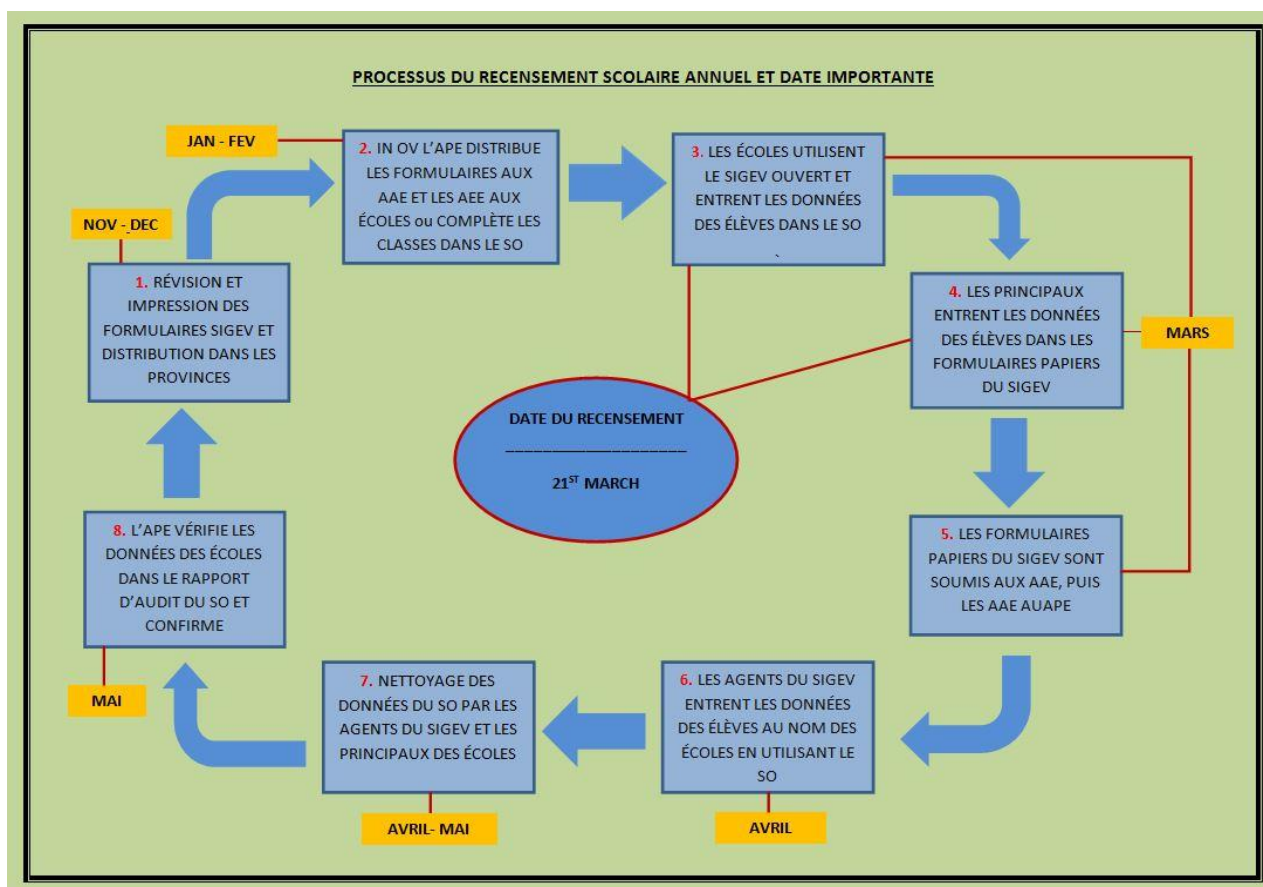 PROCESSUS DU RECENSEMENT SCOLAIRE ANNUEL ET DATE IMPORTANTE
NOV - DEC
1. RÉVISION ET
IMPRESSION DES
FORMULAIRES SIGEV ET
DISTRIBUTION DANS LES
PROVINCES
JAN - FEV
2. IN OV L'APE DISTRIBUE
LES FORMULAIRES AUX
AAE ET LES AEE AUX
ÉCOLES ou COMPLÈTE LES
CLASSES DANS LE SO
3. LES ÉCOLES UTILISENT
LE SIGEV OUVERT ET
ENTRENT LES DONNÉES
DES ÉLÈVES DANS LE SO
`
4. LES PRINCIPAUX
ENTRENT LES DONNÉES
DES ÉLÈVES DANS LES
FORMULAIRES PAPIERS
DU SIGEV
MARS
DATE DU RECENSEMENT
____________________
21ST MARCH
5. LES FORMULAIRES
PAPIERS DU SIGEV SONT
SOUMIS AUX AAE, PUIS
LES AAE AUAPE
6. LES AGENTS DU SIGEV
ENTRENT LES DONNÉES
DES ÉLÈVES AU NOM DES
ÉCOLES EN UTILISANT LE
SO
AVRIL
7. NETTOYAGE DES
DONNÉES DU SO PAR LES
AGENTS DU SIGEV ET LES
PRINCIPAUX DES ÉCOLES
AVRIL- MAI
8. L'APE VÉRIFIE LES
DONNÉES DES ÉCOLES
DANS LE RAPPORT
D'AUDIT DU SO ET
CONFIRME
MAI